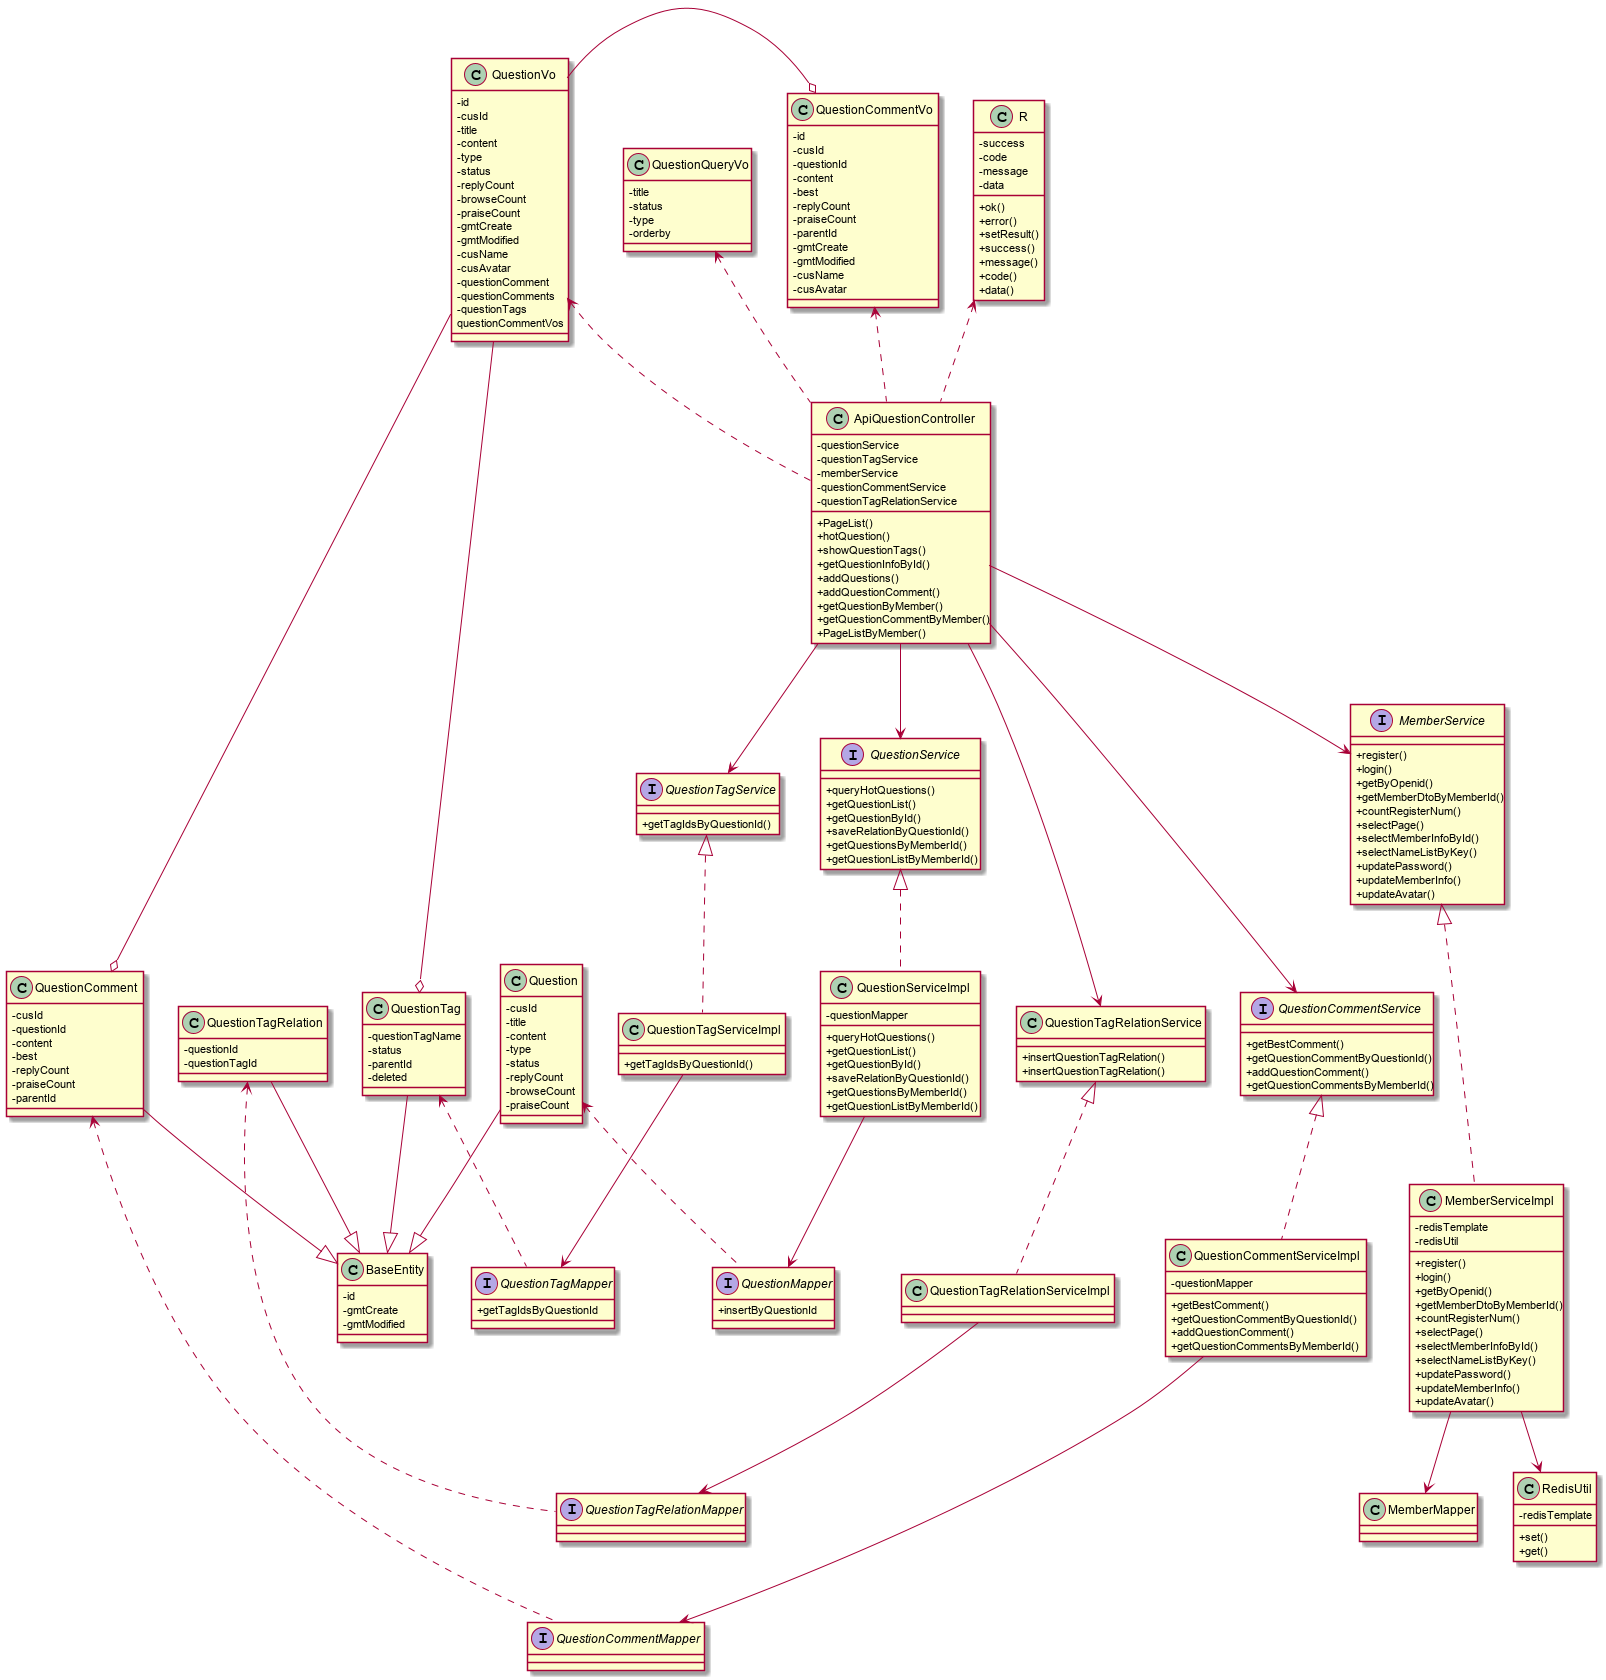 C QuestionVo
-id
-cusId
-title
-content
-type
-status
-replyCount
-browseCount
-praiseCount
-gmtCreate
-gmtModified
-cusName
-cusAvatar
-questionComment
-questionComments
-questionTags
questionCommentVos
C QuestionQueryVo
-title
-status
-type
-orderby
C QuestionCommentVo
-id
-cusId
-questionId
-content
-best
-replyCount
-praiseCount
-parentId
-gmtCreate
-gmtModified
-cusName
-cusAvatar
C R
-success
-code
-message
-data
+ok()
+error()
+setResult()
+success()
+message()
+code()
+data()
C ApiQuestionController
-questionService
-questionTagService
-memberService
-questionCommentService
-questionTagRelationService
+PageList()
+hotQuestion()
+showQuestionTags()
+getQuestionInfoById()
+addQuestions()
+addQuestionComment()
+getQuestionByMember()
+getQuestionCommentByMember()
+PageListByMember()
I QuestionTagService
+getTagIdsByQuestionId()
I QuestionService
+queryHotQuestions()
+getQuestionList()
+getQuestionById()
+saveRelationByQuestionId()
+getQuestionsByMemberId()
+getQuestionListByMemberId()
I MemberService
+register()
+login()
+getByOpenid()
+getMemberDtoByMemberId()
+countRegisterNum()
+selectPage()
+selectMemberInfoById()
+selectNameListByKey()
+updatePassword()
+updateMemberInfo()
+updateAvatar()
C QuestionComment
-cusId
-questionId
-content
-best
-replyCount
-praiseCount
-parentId
C QuestionTagRelation
-questionId
-questionTagId
C QuestionTag
-questionTagName
-status
-parentId
-deleted
C Question
-cusId
-title
-content
-type
-status
-replyCount
-browseCount
-praiseCount
C QuestionTagServiceImpl
+getTagIdsByQuestionId()
C QuestionServiceImpl
-questionMapper
+queryHotQuestions()
+getQuestionList()
+getQuestionById()
+saveRelationByQuestionId()
+getQuestionsByMemberId()
+getQuestionListByMemberId()
C QuestionTagRelationService
+insertQuestionTagRelation()
+insertQuestionTagRelation()
I QuestionCommentService
+getBestComment()
+getQuestionCommentByQuestionId()
+addQuestionComment()
+getQuestionCommentsByMemberId()
C BaseEntity
-id
-gmtCreate
-gmtModified
I QuestionTagMapper
+getTagIdsByQuestionId
I QuestionMapper
+insertByQuestionId
C QuestionTagRelationServiceImpl
C QuestionCommentServiceImpl
-questionMapper
+getBestComment()
+getQuestionCommentByQuestionId()
+addQuestionComment()
+getQuestionCommentsByMemberId()
C MemberServiceImpl
-redisTemplate
-redisUtil
+register()
+login()
+getByOpenid()
+getMemberDtoByMemberId()
+countRegisterNum()
+selectPage()
+selectMemberInfoById()
+selectNameListByKey()
+updatePassword()
+updateMemberInfo()
+updateAvatar()
I QuestionTagRelationMapper
C MemberMapper
C RedisUtil
-redisTemplate
+set()
+get()
I QuestionCommentMapper